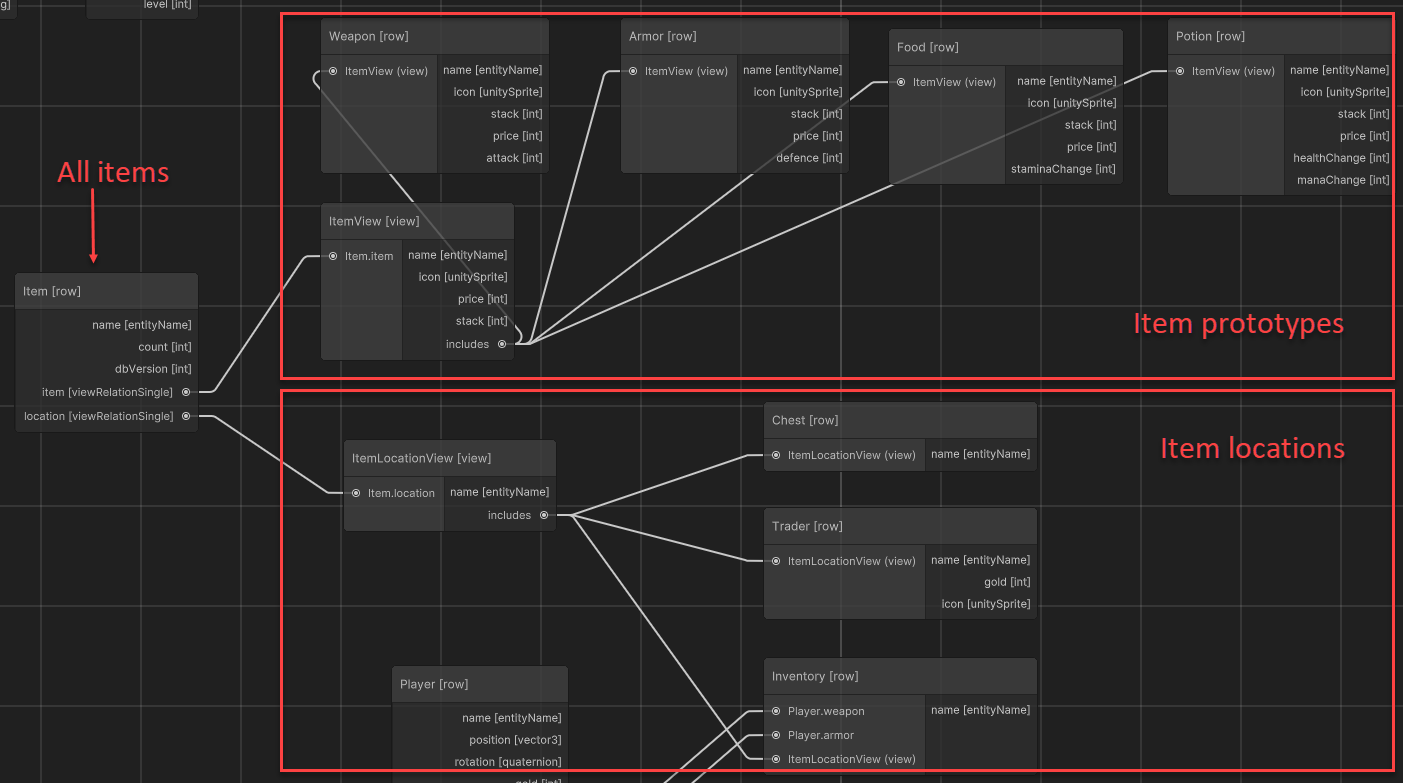 g]
level [int]
Weapon [row]
ItemView (view)
name [entityName]
icon [unitySprite]
stack [int]
price [int]
attack [int]
Armor [row]
ItemView (view)
name [entityName]
icon [unitySprite]
stack [int]
price [int]
defence [int]
Food [row]
ItemView (view)
name [entityName]
icon [unitySprite]
stack [int]
price [int]
staminaChange [int]
Potion [row]
ItemView (view)
name [entityName]
icon [unitySprite]
stack [int]
price [int]
healthChange [int]
manaChange [int]
All items
ItemView [view]
Item.item
name [entityName]
icon [unitySprite]
price [int]
stack [int]
includes
Item prototypes
Item [row]
name [entityName]
count [int]
dbVersion [int]
item [viewRelationSingle]
location [viewRelationSingle]
ItemLocationView [view]
Item.location
name [entityName]
includes
Chest [row]
ItemLocationView (view)
name [entityName]
Item locations
Trader [row]
ItemLocationView (view)
name [entityName]
gold [int]
icon [unitySprite]
Player [row]
name [entityName]
position [vector3]
rotation [quaternion]
gold [int]
Inventory [row]
Player.weapon
name [entityName]
Player.armor
ItemLocationView (view)